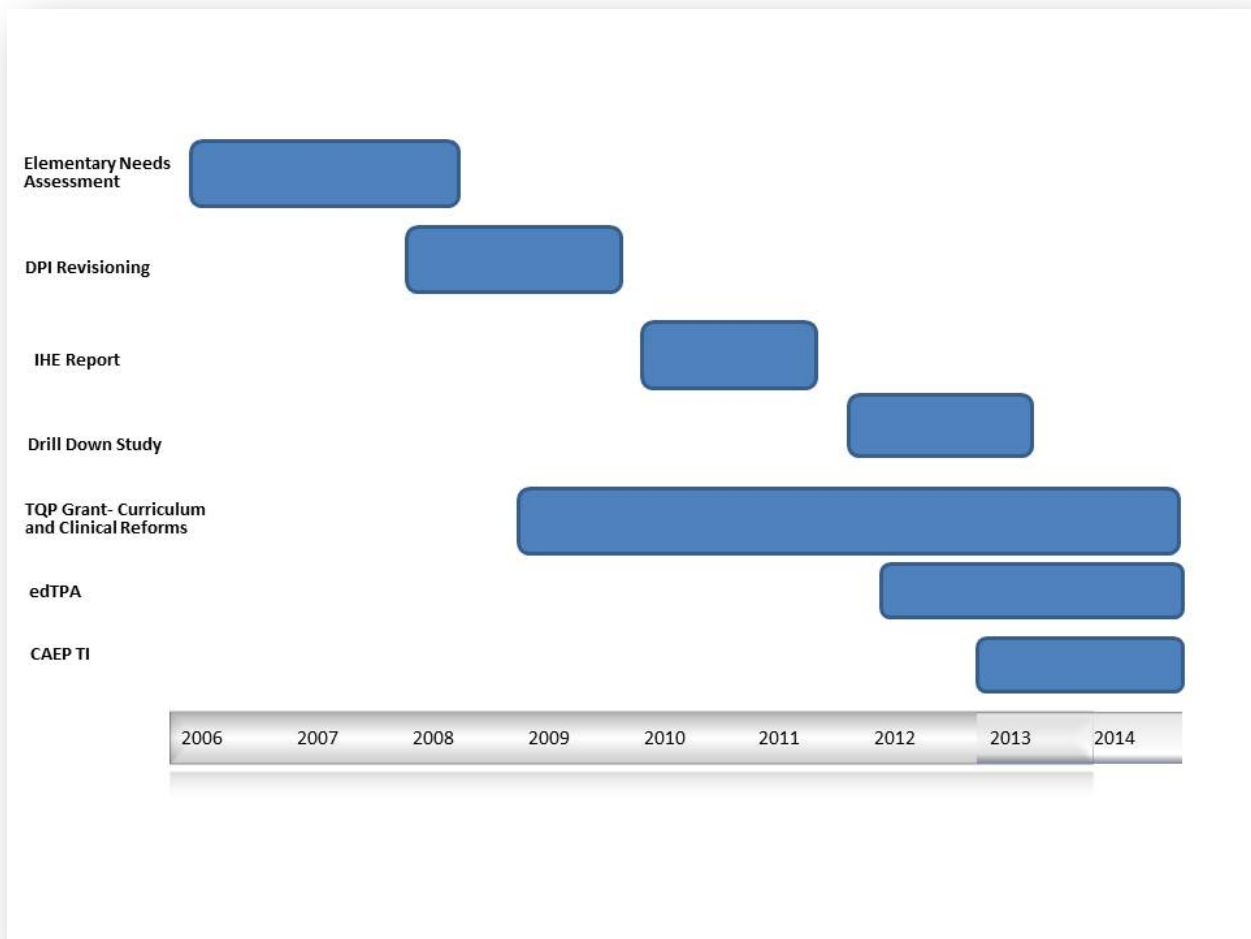 Elementary Needs
Assessment
DPI Revisioning
IHE Report
Drill Down Study
TQP Grant- Curriculum
and Clinical Reforms
edTPA
CAEP TI
2006 2007 2008 2009 2010 2011 2012 2013 2014